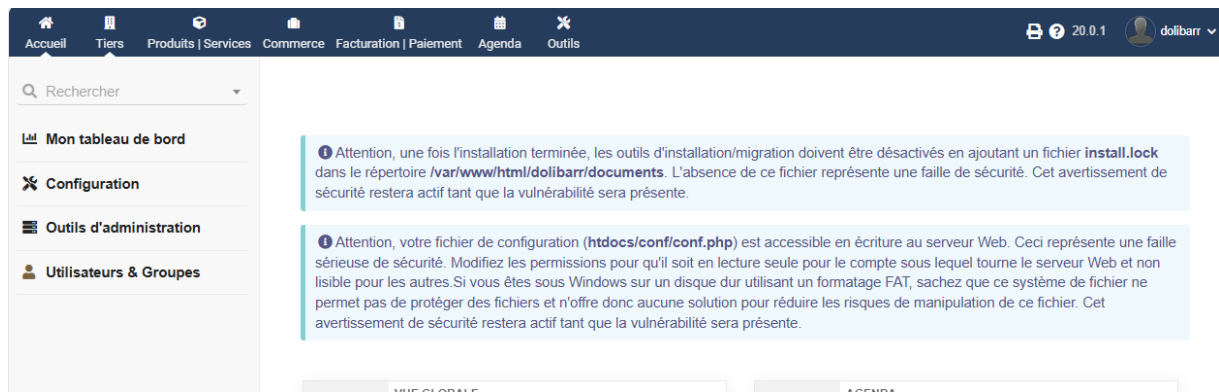 Accueil Tiers Produits | Services Commerce Facturation | Paiement Agenda Outils 20.0.1 dolibarr
Rechercher
Mon tableau de bord
Configuration
Outils d'administration
Utilisateurs & Groupes
Attention, une fois l'installation terminée, les outils d'installation/migration doivent être désactivés en ajoutant un fichier install.lock
dans le répertoire /var/www/html/dolibarr/documents. L'absence de ce fichier représente une faille de sécurité. Cet avertissement de
sécurité restera actif tant que la vulnérabilité sera présente.
Attention, votre fichier de configuration (htdocs/conf/conf.php) est accessible en écriture au serveur Web. Ceci représente une faille
sérieuse de sécurité. Modifiez les permissions pour qu'il soit en lecture seule pour le compte sous lequel tourne le serveur Web et non
lisible pour les autres.Si vous êtes sous Windows sur un disque dur utilisant un formatage FAT, sachez que ce système de fichier ne
permet pas de protéger des fichiers et n'offre donc aucune solution pour réduire les risques de manipulation de ce fichier. Cet
avertissement de sécurité restera actif tant que la vulnérabilité sera présente.
VUE GLOBALE AGENDA